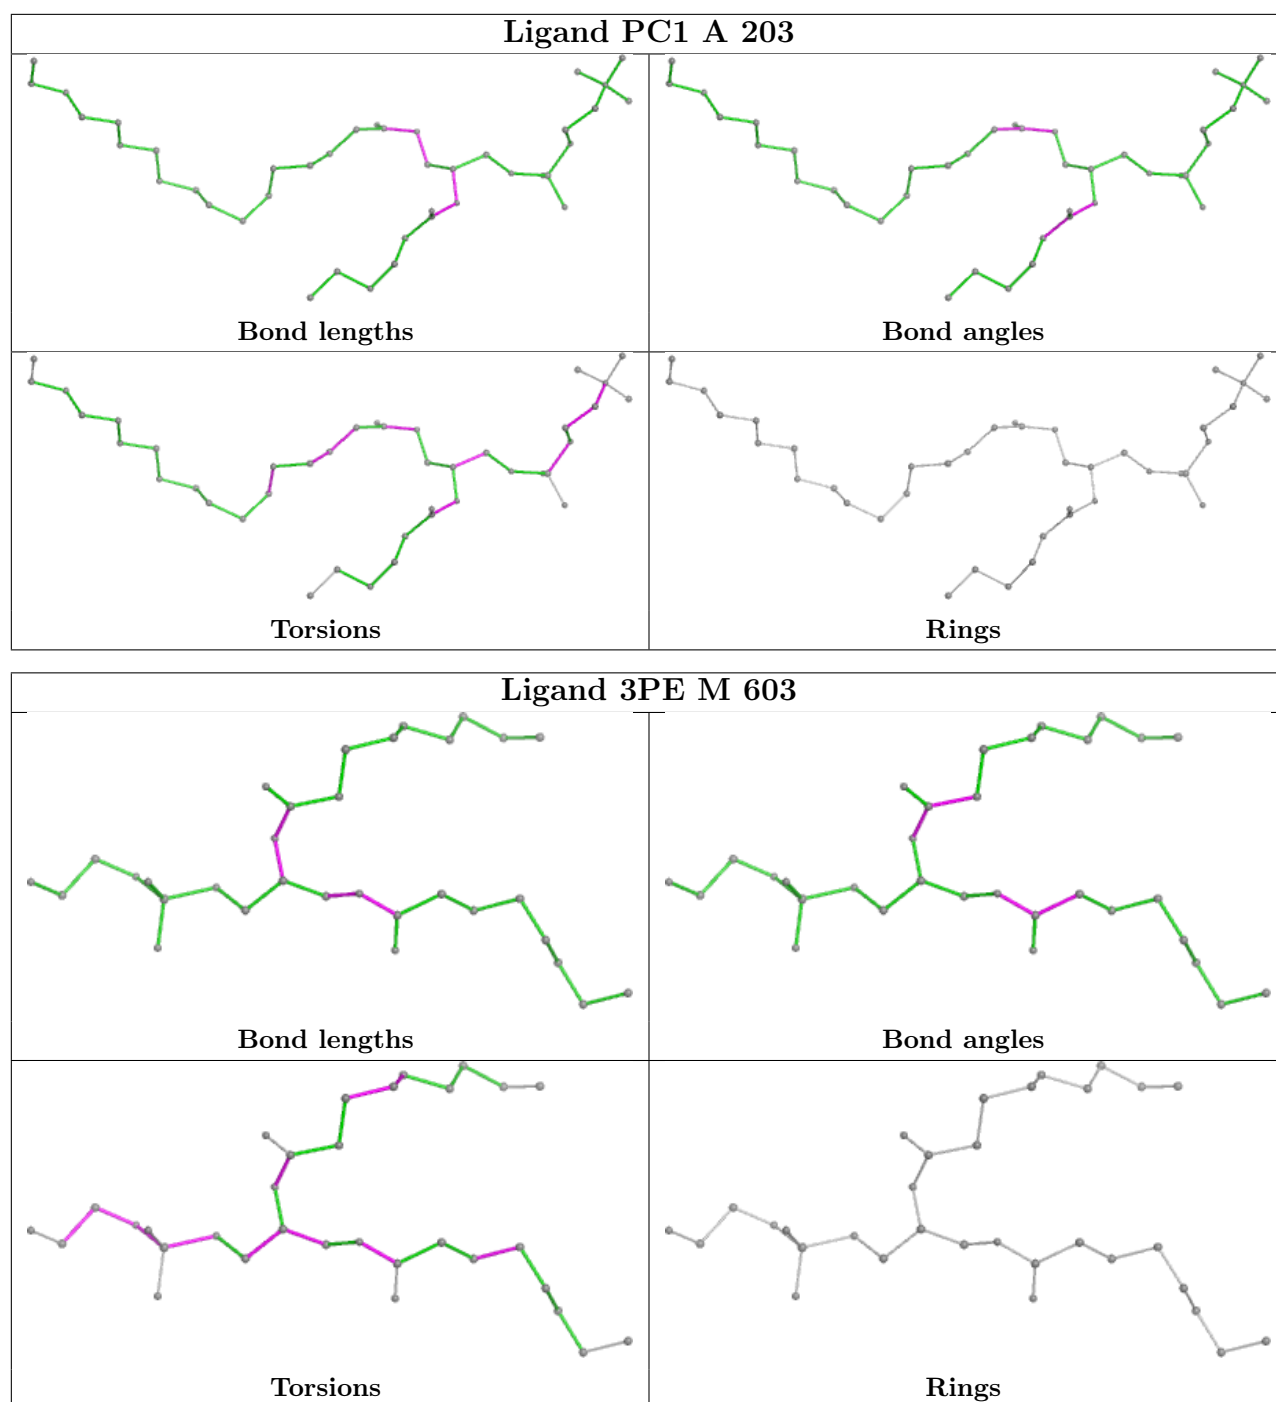 Ligand PC1 A 203
Bond lengths
Bond angles
Torsions
Rings
Ligand 3PE M 603
Bond lengths
Bond angles
Torsions
Rings